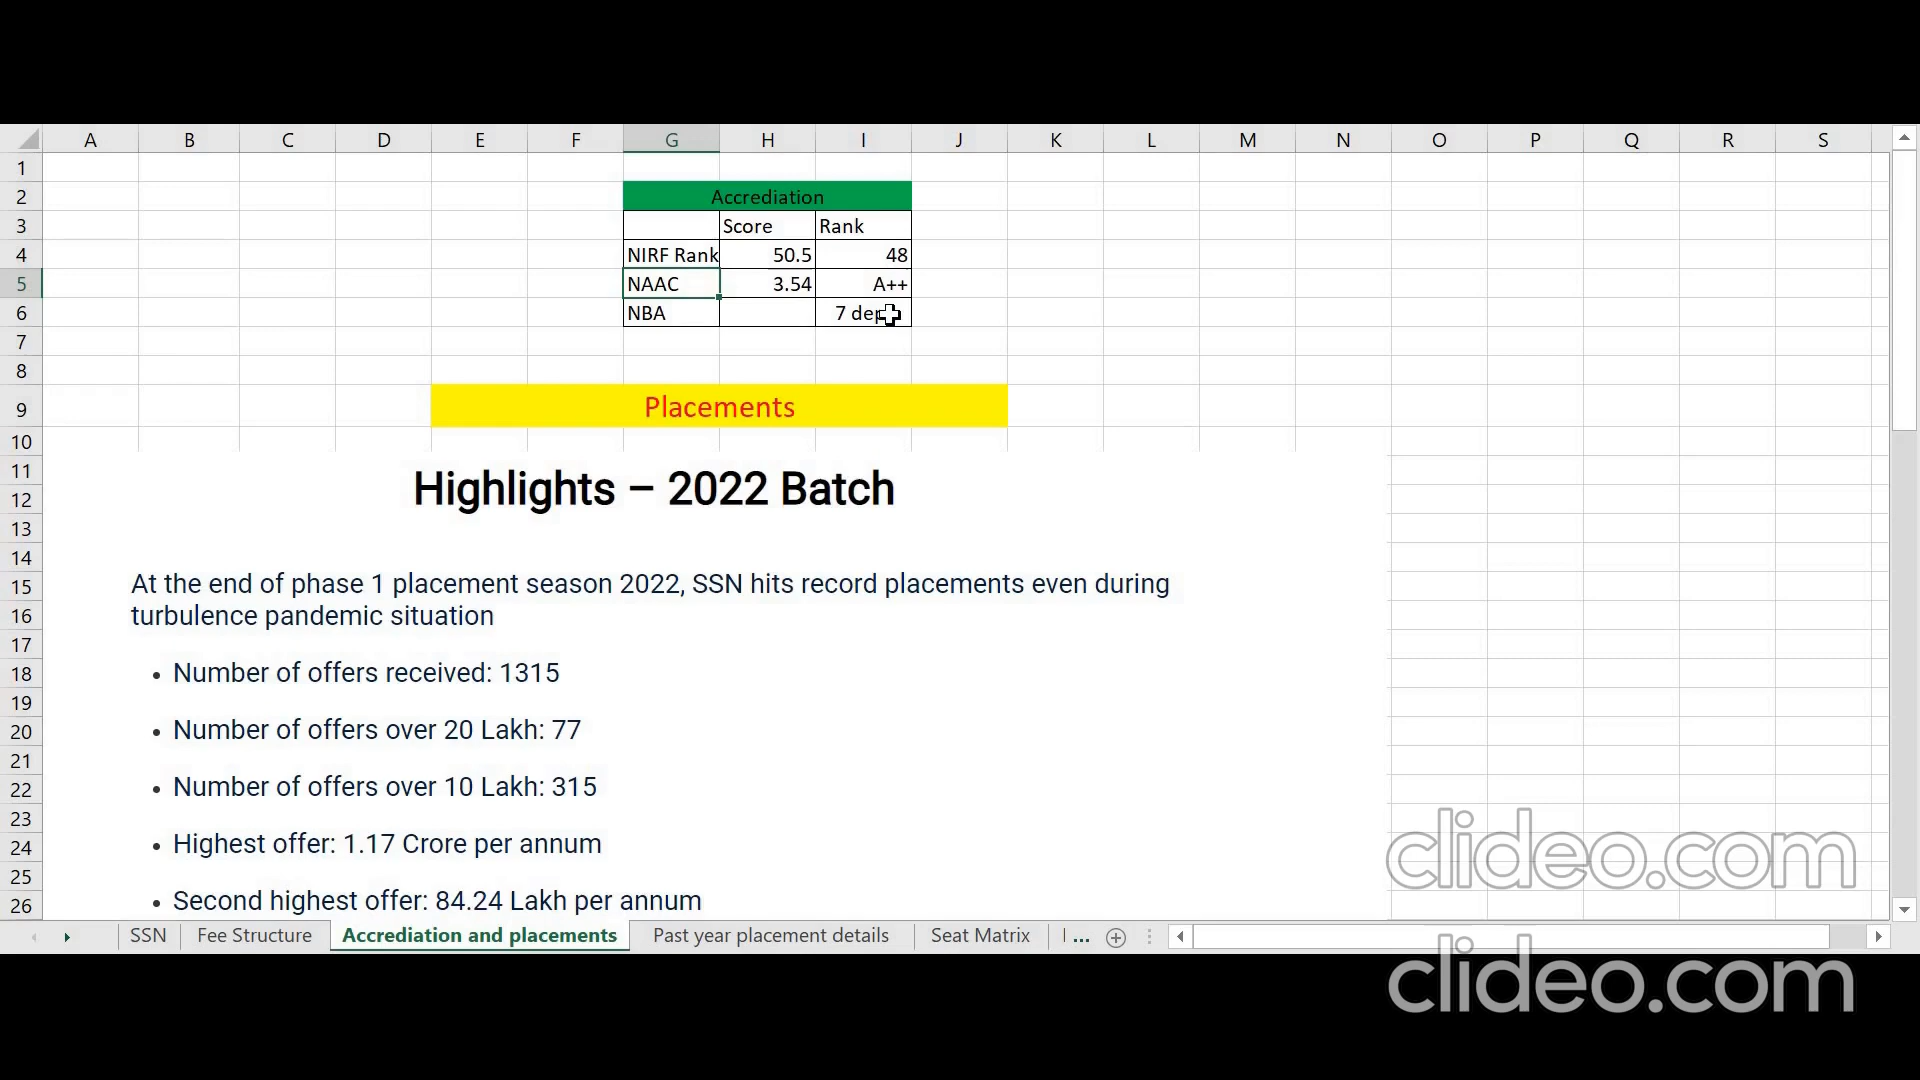 A B C D E F G H I J K L M N O P Q R S
1
2 Accrediation
3 Score Rank
4 NIRF Rank 50.5 48
5 NAAC 3.54 A++
6 NBA 7
7
8
9 Placements
10
11
12 Highlights – 2022 Batch
13
14
15 At the end of phase 1 placement season 2022, SSN hits record placements even during
16 turbulence pandemic situation
17
18 • Number of offers received: 1315
19
20 • Number of offers over 20 Lakh: 77
21
22 • Number of offers over 10 Lakh: 315
23
24 • Highest offer: 1.17 Crore per annum
25
26 • Second highest offer: 84.24 Lakh per annum
clideo.com
SSN Fee Structure Accrediation and placements Past year placement details Seat Matrix ...
clideo.com